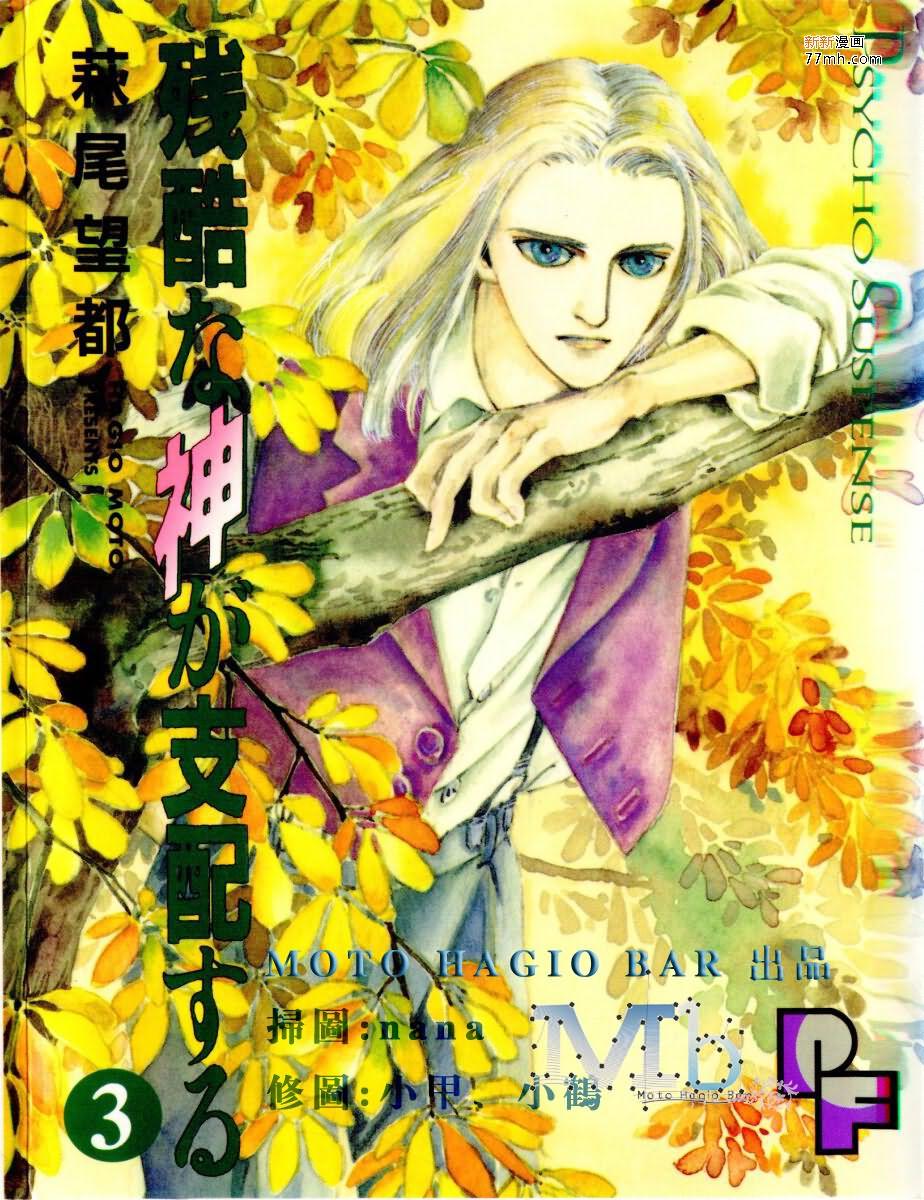 残酷な神が支配する
萩尾望都
HAGIO MOTO
PRESENTS
PSYCHO SUSPENSE
新新漫画
77mh.com
MOTO HAGIO BAR 出品
掃圖:nana
修圖:小甲、小鶴
Mb
Moto Hagio Bar
PF
3